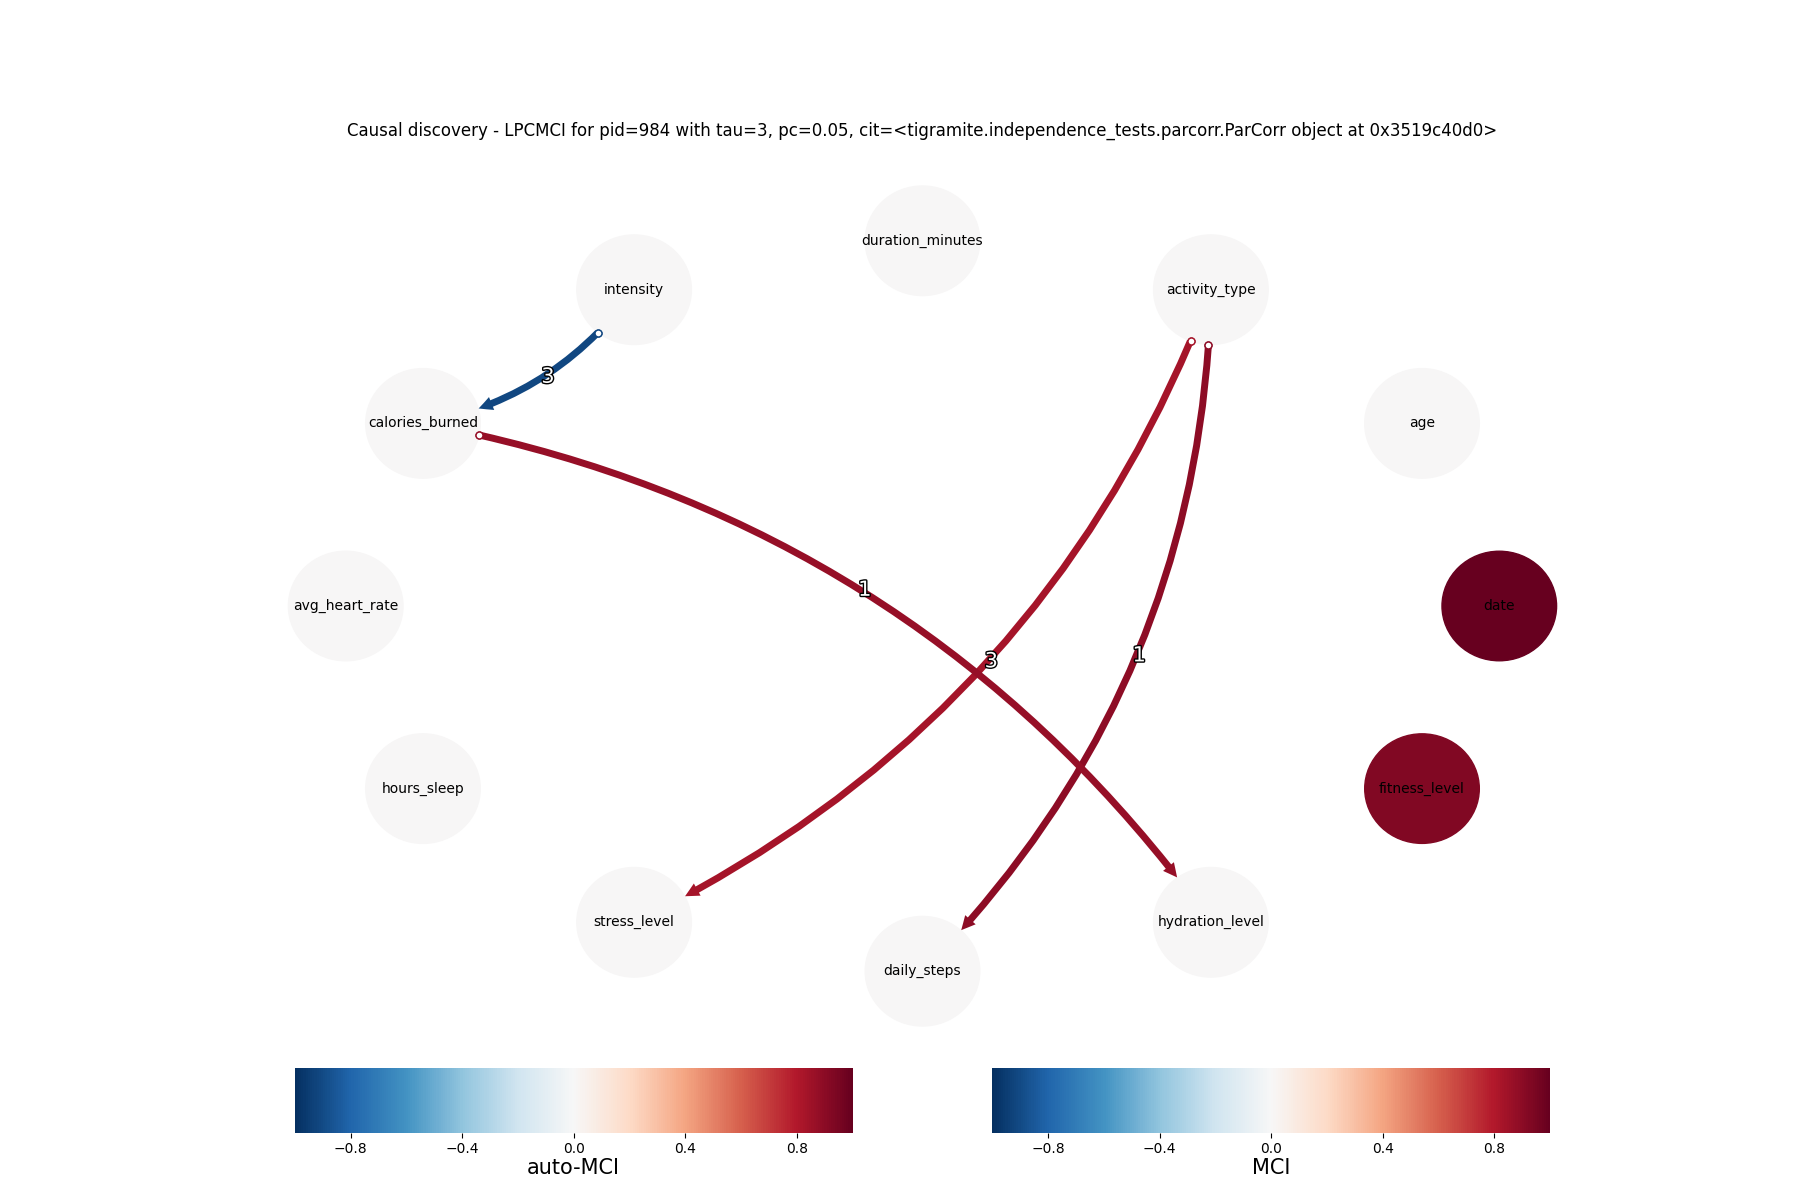 Causal discovery - LPCMCI for pid=984 with tau=3, pc=0.05, cit=<tigramite.independence_tests.parcorr.ParCorr object at 0x3519c40d0>
duration_minutes
intensity
activity_type
3
calories_burned
age
1
avg_heart_rate
date
3
1
hours_sleep
fitness_level
stress_level
hydration_level
daily_steps
−0.8 −0.4 0.0 0.4 0.8
auto-MCI
−0.8 −0.4 0.0 0.4 0.8
MCI